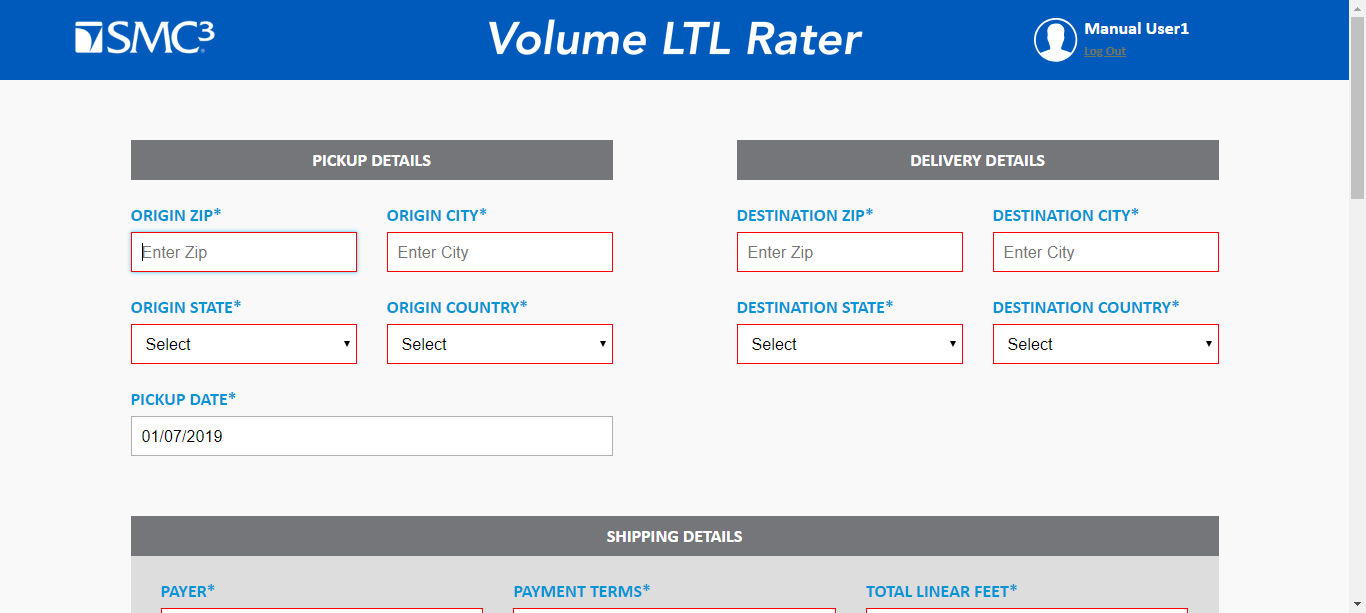 SMC³
Volume LTL Rater
Manual User1
Log Out
PICKUP DETAILS
ORIGIN ZIP*
ORIGIN CITY*
Enter Zip
Enter City
ORIGIN STATE*
ORIGIN COUNTRY*
Select
Select
PICKUP DATE*
01/07/2019
DELIVERY DETAILS
DESTINATION ZIP*
DESTINATION CITY*
Enter Zip
Enter City
DESTINATION STATE*
DESTINATION COUNTRY*
Select
Select
SHIPPING DETAILS
PAYER*
PAYMENT TERMS*
TOTAL LINEAR FEET*